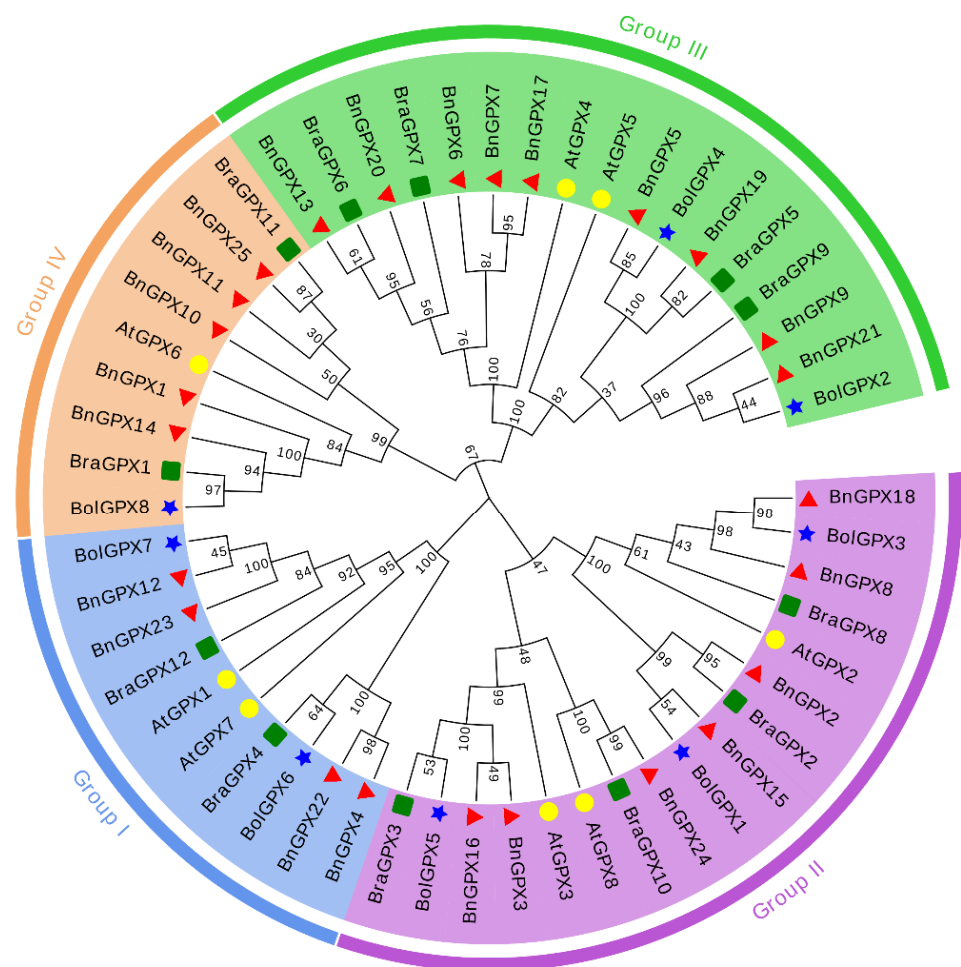 Group III
BnGPX13
BraGPX6
BnGPX20
BraGPX7
BnGPX6
BnGPX7
BnGPX17
AtGPX4
AtGPX5
BnGPX5
BolGPX4
BnGPX19
BraGPX5
BraGPX9
BnGPX9
BnGPX21
BolGPX2
61
95
56
76
78
95
100
100
82
85
100
82
37
96
88
44
67
Group II
BnGPX18
BolGPX3
BnGPX8
BraGPX8
AtGPX2
BnGPX2
BraGPX2
BnGPX15
BolGPX1
BnGPX24
BraGPX10
AtGPX8
AtGPX3
BnGPX3
BnGPX16
BolGPX5
BraGPX3
98
98
43
61
100
95
99
54
47
48
99
100
66
100
49
53
Group I
BnGPX4
BnGPX22
BolGPX6
BraGPX4
AtGPX7
AtGPX1
BraGPX12
BnGPX23
BnGPX12
BolGPX7
98
100
64
100
95
92
84
100
45
Group IV
BolGPX8
BraGPX1
BnGPX14
BnGPX1
AtGPX6
BnGPX10
BnGPX11
BnGPX25
BraGPX11
97
94
100
84
99
50
30
87